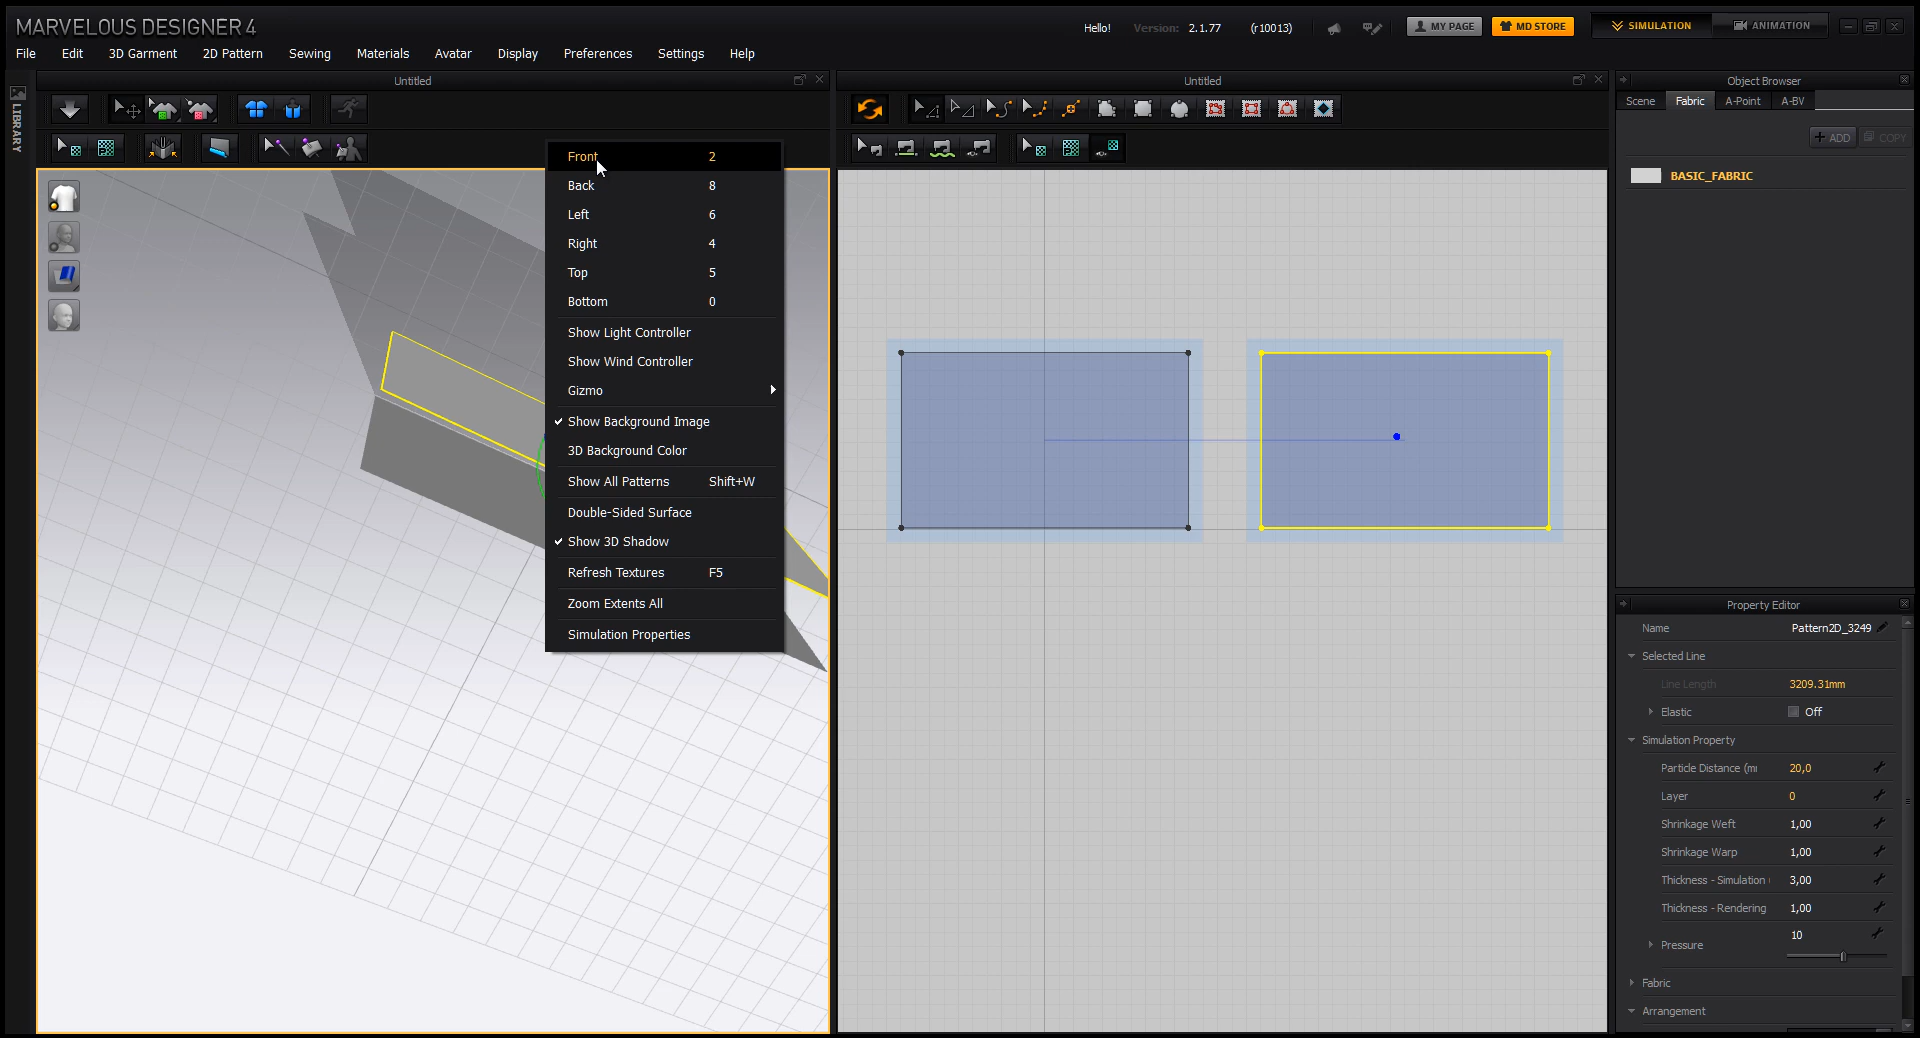 MARVELOUS DESIGNER 4
Hello! Version: 2.1.77 (r10013) MY PAGE MD STORE SIMULATION ANIMATION
File Edit 3D Garment 2D Pattern Sewing Materials Avatar Display Preferences Settings Help
Untitled
Untitled
Object Browser
LIBRARY
Scene Fabric A-Point A-BV
+ ADD COPY
BASIC_FABRIC
Front 2
Back 8
Left 6
Right 4
Top 5
Bottom 0
Show Light Controller
Show Wind Controller
Gizmo
Show Background Image
3D Background Color
Show All Patterns Shift+W
Double-Sided Surface
Show 3D Shadow
Refresh Textures F5
Zoom Extents All
Simulation Properties
Property Editor
Name Pattern2D_3249
Selected Line
Line Length 3209.31mm
Elastic Off
Simulation Property
Particle Distance (m 20,0
Layer 0
Shrinkage Weft 1,00
Shrinkage Warp 1,00
Thickness - Simulation 3,00
Thickness - Rendering 1,00
Pressure 10
Fabric
Arrangement